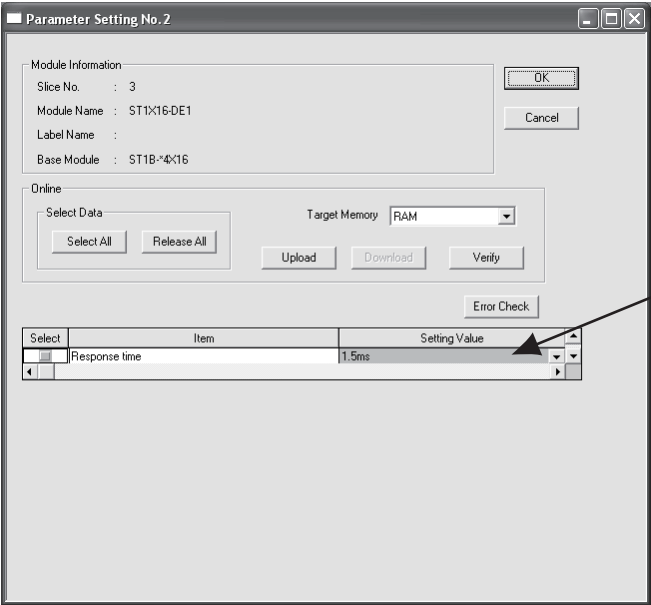 Parameter Setting No.2
Module Information
Slice No. : 3
Module Name : ST1X16-DE1
Label Name :
Base Module : ST1B-*4X16
OK
Cancel
Online
Select Data
Select All Release All
Target Memory RAM
Upload Download Verify
Error Check
Select Item Setting Value
Response time 1.5ms